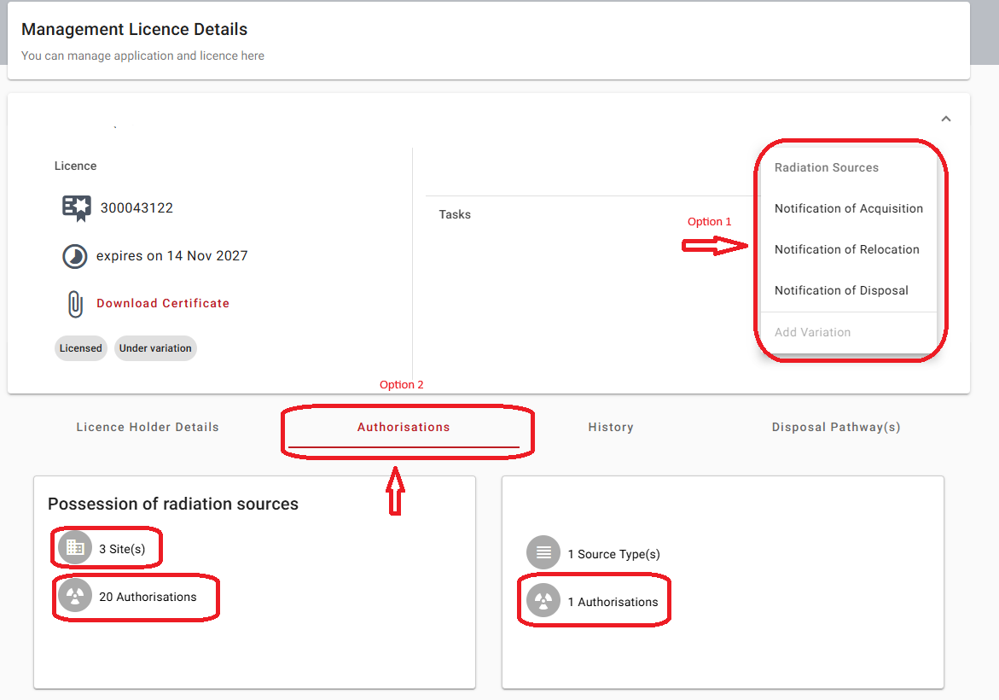 Management Licence Details
You can manage application and licence here
Licence
300043122
expires on 14 Nov 2027
Download Certificate
Licensed
Under variation
Tasks
Option 1
Radiation Sources
Notification of Acquisition
Notification of Relocation
Notification of Disposal
Add Variation
Option 2
Licence Holder Details
Authorisations
History
Disposal Pathway(s)
Possession of radiation sources
3 Site(s)
20 Authorisations
1 Source Type(s)
1 Authorisations